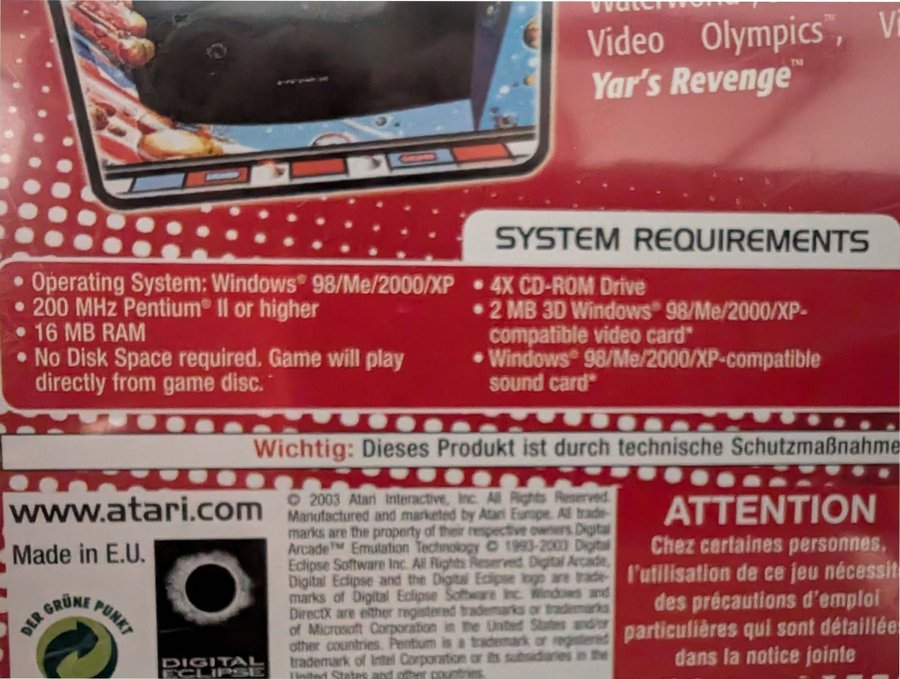 Video Olympics™, Vi
Yar's Revenge™
SYSTEM REQUIREMENTS
• Operating System: Windows® 98/Me/2000/XP
• 200 MHz Pentium® II or higher
• 16 MB RAM
• No Disk Space required. Game will play
directly from game disc.
• 4X CD-ROM Drive
• 2 MB 3D Windows® 98/Me/2000/XP-
compatible video card*
• Windows® 98/Me/2000/XP-compatible
sound card*
Wichtig: Dieses Produkt ist durch technische Schutzmaßnahme
www.atari.com
Made in E.U.
DER GRÜNE PUNKT
DIGITAL
ECLIPSE
© 2003 Atari Interactive, Inc. All Rights Reserved.
Manufactured and marketed by Atari Europe. All trade-
marks are the property of their respective owners. Digital
Arcade™ Emulation Technology © 1993-2003 Digital
Eclipse Software Inc. All Rights Reserved. Digital Arcade,
Digital Eclipse and the Digital Eclipse logo are trade-
marks of Digital Eclipse Software Inc. Windows and
DirectX are either registered trademarks or trademarks
of Microsoft Corporation in the United States and/or
other countries. Pentium is a trademark or registered
trademark of Intel Corporation or its subsidiaries in the
United States and other countries.
ATTENTION
Chez certaines personnes,
l'utilisation de ce jeu nécessit
des précautions d'emploi
particulières qui sont détaillée
dans la notice jointe